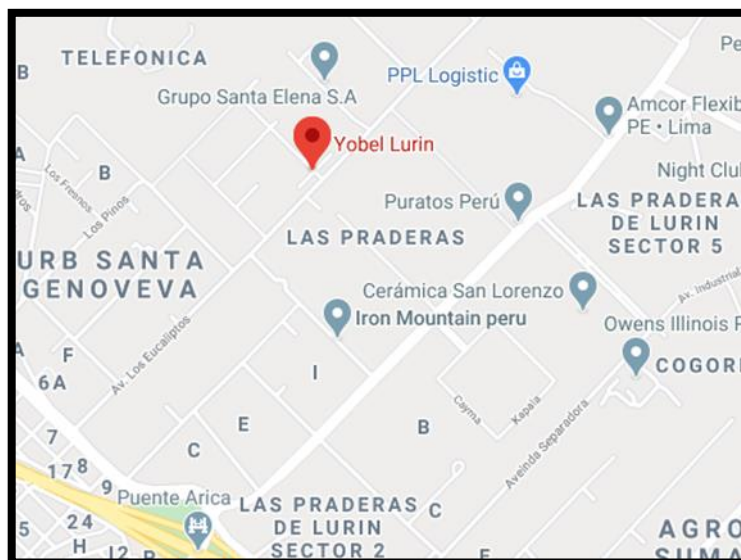 Pe
TELEFONICA
B
PPL Logistic
Grupo Santa Elena S.A
Amcor Flexib
PE • Lima
Yobel Lurin
A
B
Los Fresnos
Night Clu
Los Pinos
Puratos Perú
LAS PRADERA
DE LURIN
SECTOR 5
LAS PRADERAS
URB SANTA
GENOVEVA
Cerámica San Lorenzo
Av. Industrial
Iron Mountain peru
Owens Illinois P
Av. Los Eucaliptos
F
6A
I
COGOR
Cayma
Kapala
E
B
7
C
17
8
9
Aveinda Separadora
Puente Arica
LAS PRADERAS
DE LURIN
SECTOR 2
C
5
24
H
AGRO
SUMA